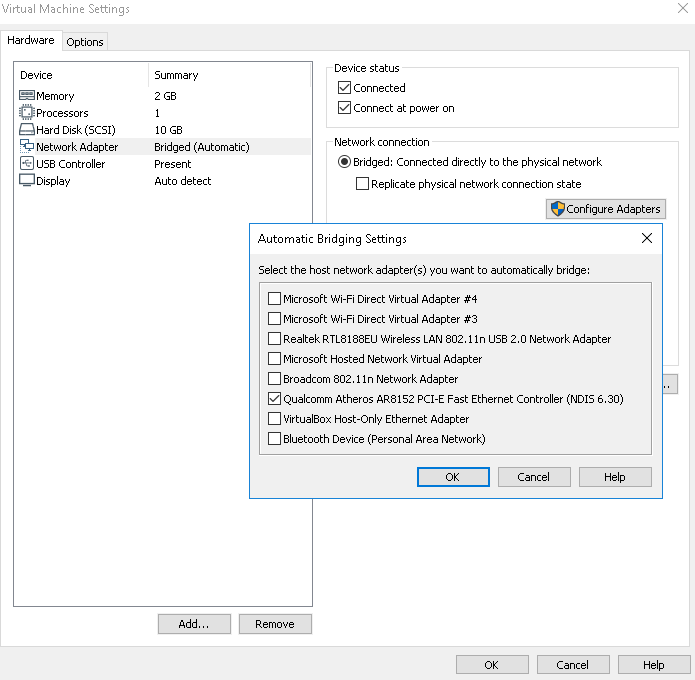 Virtual Machine Settings
Hardware
Options
Device Summary
Memory 2 GB
Processors 1
Hard Disk (SCSI) 10 GB
Network Adapter Bridged (Automatic)
USB Controller Present
Display Auto detect
Add...
Remove
Device status
Connected
Connect at power on
Network connection
Bridged: Connected directly to the physical network
Replicate physical network connection state
Configure Adapters
Automatic Bridging Settings
Select the host network adapter(s) you want to automatically bridge:
Microsoft Wi-Fi Direct Virtual Adapter #4
Microsoft Wi-Fi Direct Virtual Adapter #3
Realtek RTL8188EU Wireless LAN 802.11n USB 2.0 Network Adapter
Microsoft Hosted Network Virtual Adapter
Broadcom 802.11n Network Adapter
Qualcomm Atheros AR8152 PCI-E Fast Ethernet Controller (NDIS 6.30)
VirtualBox Host-Only Ethernet Adapter
Bluetooth Device (Personal Area Network)
OK Cancel Help
OK Cancel Help